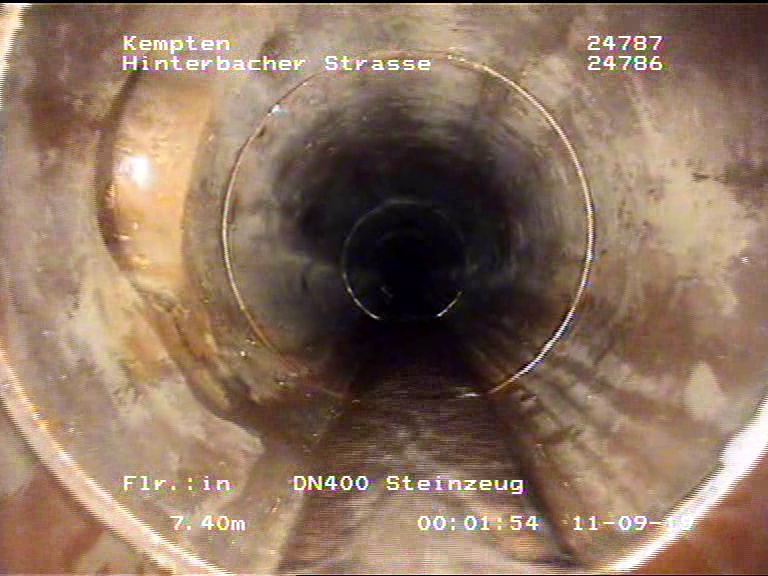 Kempten 24787
Hinterbacher Strasse 24786
Flr.:in DN400 Steinzeug
7.40m 00:01:54